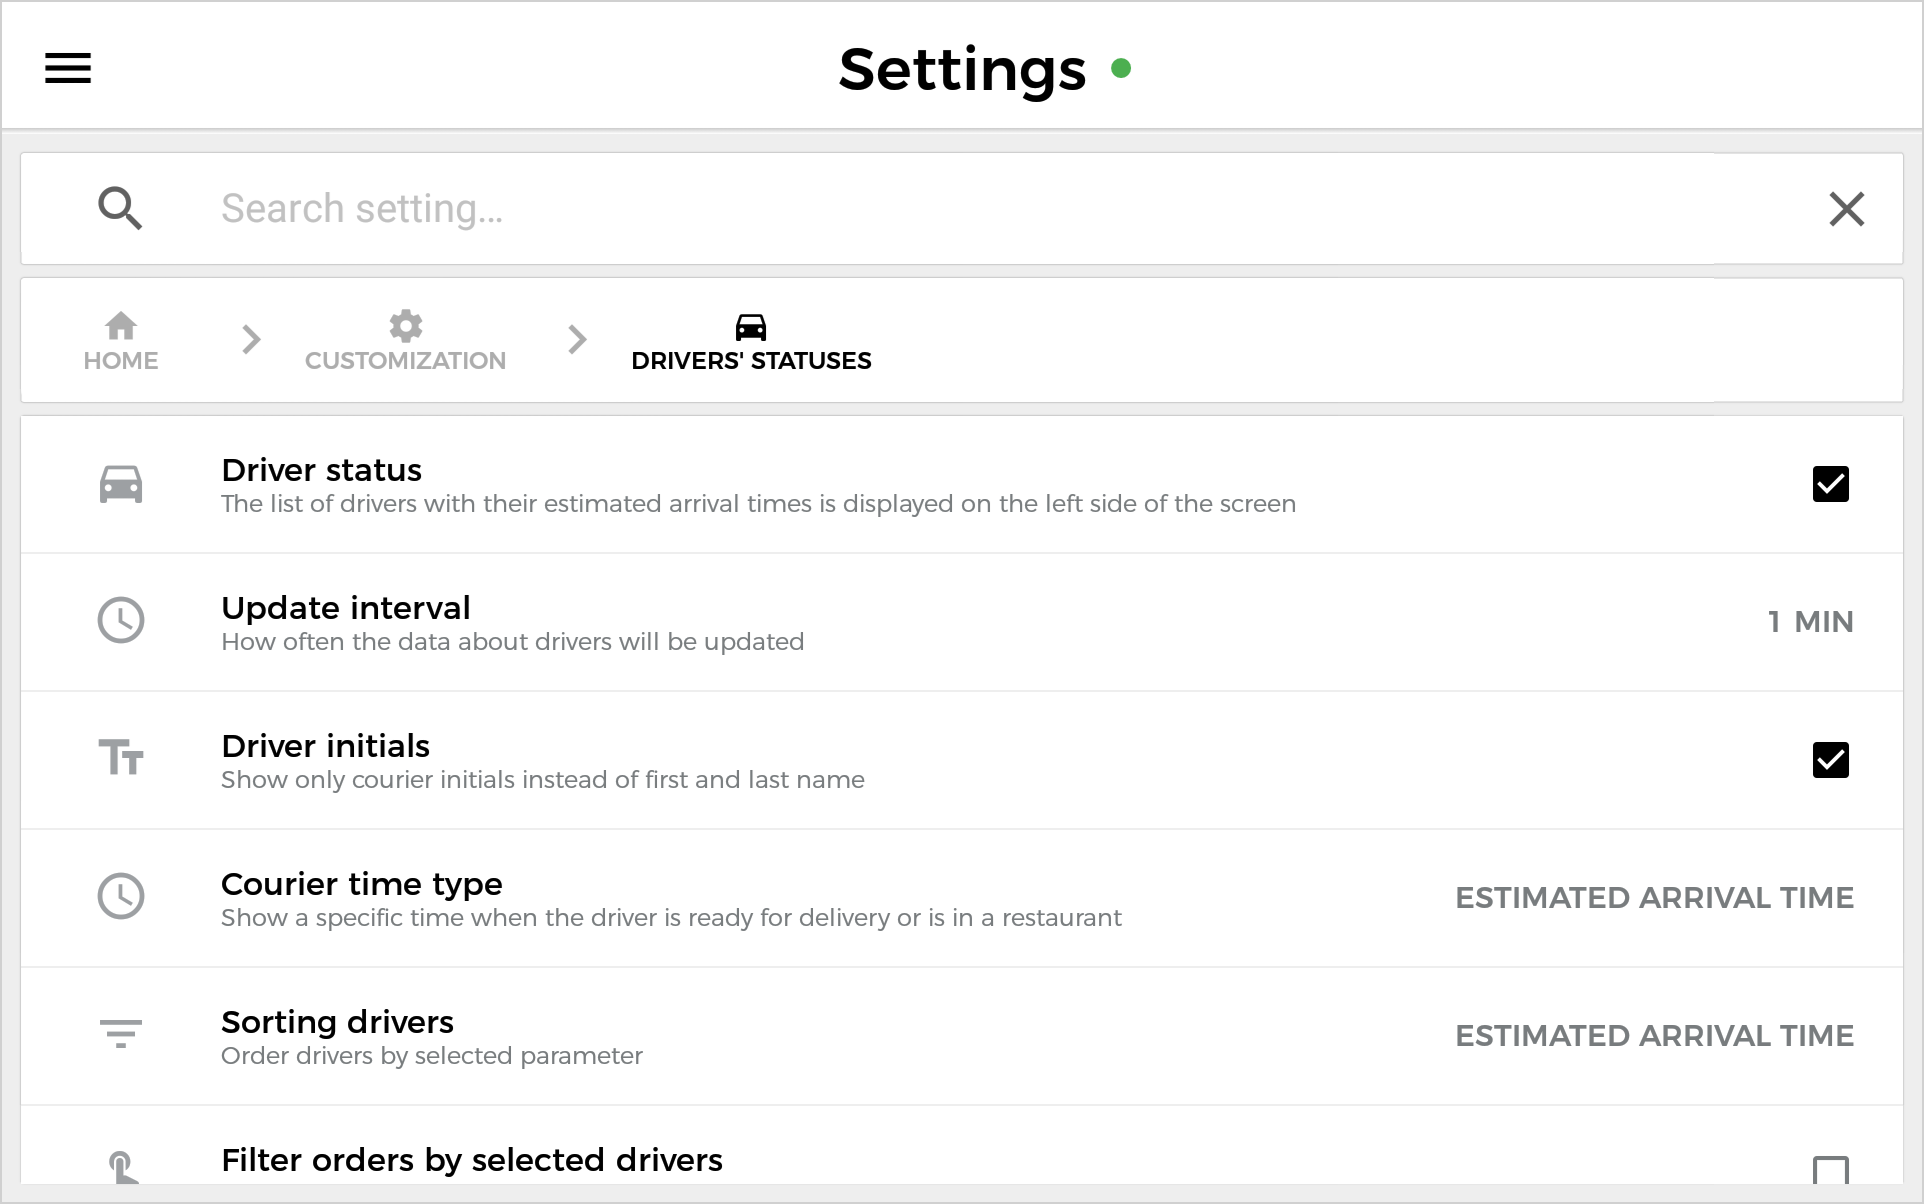 Settings
Search setting...
HOME
CUSTOMIZATION
DRIVERS' STATUSES
Driver status
The list of drivers with their estimated arrival times is displayed on the left side of the screen
Update interval
How often the data about drivers will be updated
1 MIN
Driver initials
Show only courier initials instead of first and last name
Courier time type
Show a specific time when the driver is ready for delivery or is in a restaurant
ESTIMATED ARRIVAL TIME
Sorting drivers
Order drivers by selected parameter
ESTIMATED ARRIVAL TIME
Filter orders by selected drivers